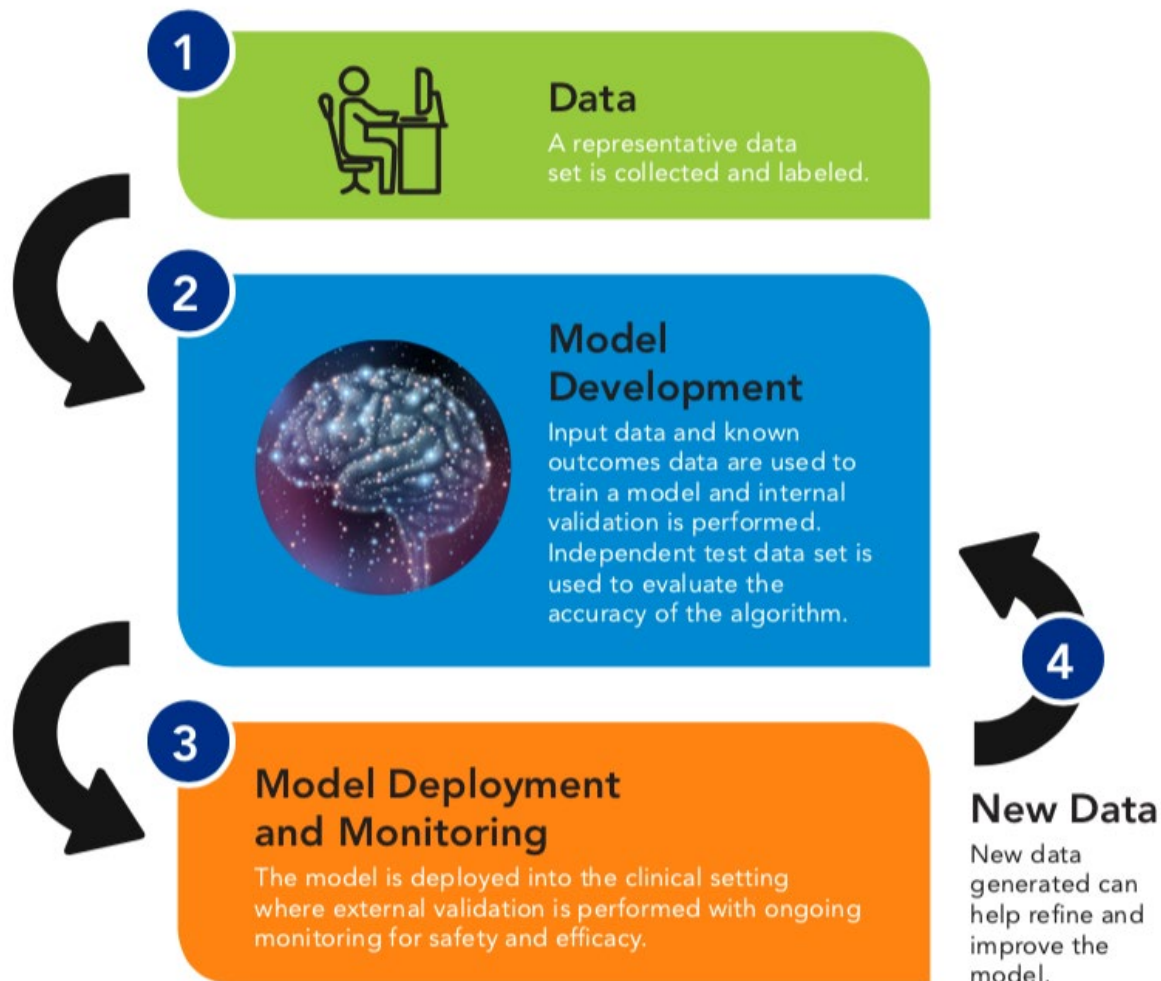 1
Data
A representative data
set is collected and labeled.
2
Model
Development
Input data and known
outcomes data are used to
train a model and internal
validation is performed.
Independent test data set is
used to evaluate the
accuracy of the algorithm.
3
Model Deployment
and Monitoring
The model is deployed into the clinical setting
where external validation is performed with ongoing
monitoring for safety and efficacy.
4
New Data
New data
generated can
help refine and
improve the
model.